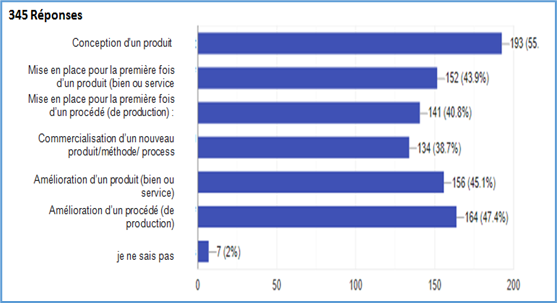 345 Réponses
Conception d'un produit :
193 (55.
Mise en place pour la première fois
d'un produit (bien ou service
152 (43.9%)
Mise en place pour la première fois
d'un procédé (de production) :
141 (40.8%)
Commercialisation d'un nouveau
produit/méthode/ process
134 (38.7%)
Amélioration d'un produit (bien ou
service)
156 (45.1%)
Amélioration d'un procédé (de
production)
164 (47.4%)
je ne sais pas
7 (2%)
0 50 100 150 200